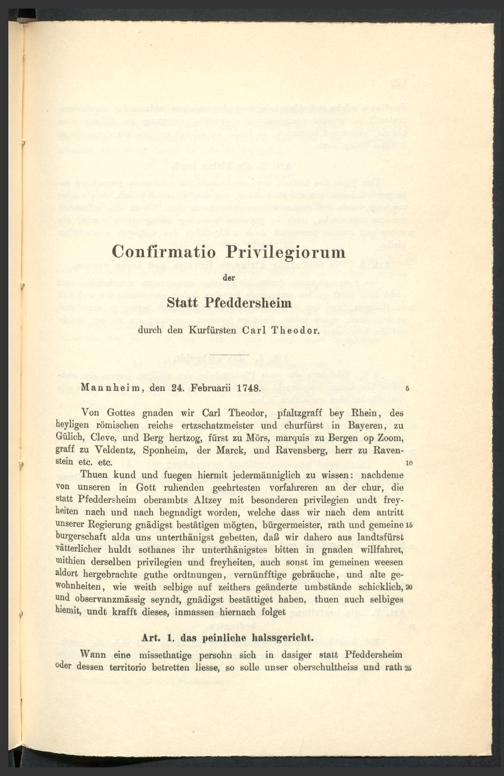 Confirmatio Privilegiorum
der
Statt Pfeddersheim
durch den Kurfürsten Carl Theodor.
Mannheim, den 24. Februarii 1748. 5
Von Gottes gnaden wir Carl Theodor, pfaltzgraff bey Rhein, des
heyligen römischen reichs ertzschatzmeister und churfürst in Bayeren, zu
Gülich, Cleve, und Berg hertzog, fürst zu Mörs, marquis zu Bergen op Zoom,
graff zu Veldentz, Sponheim, der Marck, und Ravensberg, herr zu Raven-
stein etc. etc. 10
Thuen kund und fuegen hiermit jedermänniglich zu wissen: nachdeme
von unseren in Gott ruhenden geehrtesten vorfahreren an der chur, die
statt Pfeddersheim oberambts Altzey mit besonderen privilegien undt frey-
heiten nach und nach begnadigt worden, welche dass wir nach dem antritt
unserer Regierung gnädigst bestätigen mögten, bürgermeister, rath und gemeine 15
burgerschaft alda uns unterthänigst gebetten, daß wir dahero aus landtsfürst
vätterlicher huldt sothanes ihr unterthänigstes bitten in gnaden willfahret,
mithien derselben privilegien und freyheiten, auch sonst im gemeinen weesen
aldort hergebrachte guthe ordtnungen, vernünfftige gebräuche, und alte ge-
wohnheiten, wie weith selbige auf zeithers geänderte umbstände schicklich, 20
und observanzmässig seyndt, gnädigst bestättiget haben, thuen auch selbiges
hiemit, undt krafft dieses, inmassen hiernach folget
Art. 1. das peinliche halssgericht.
Wann eine missethatige persohn sich in dasiger statt Pfeddersheim
oder dessen territorio betretten liesse, so solle unser oberschultheiss und rath 25